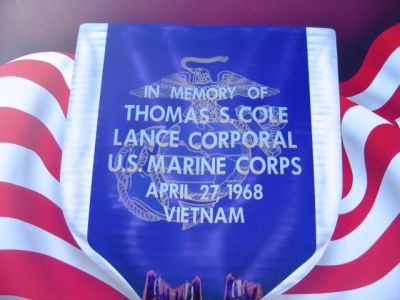 IN MEMORY OF
THOMAS S. COLE
LANCE CORPORAL
U.S. MARINE CORPS
APRIL 27 1968
VIETNAM